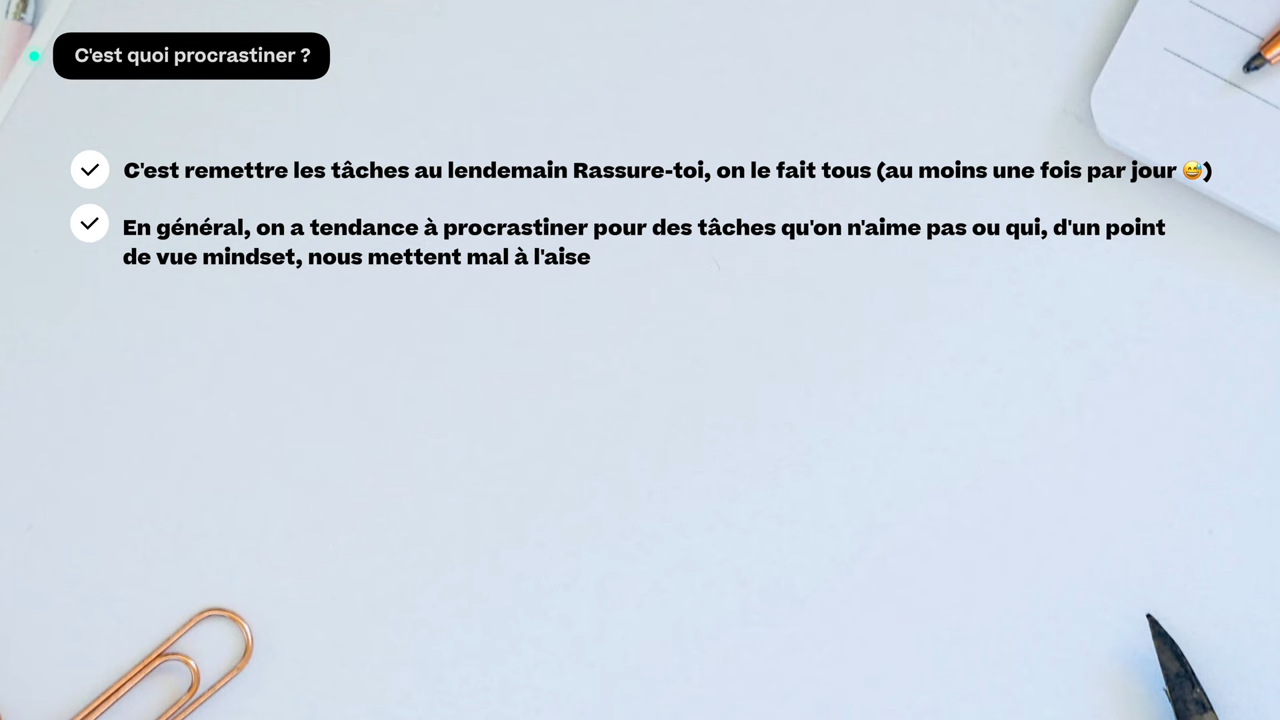 C'est quoi procrastiner ?
C'est remettre les tâches au lendemain Rassure-toi, on le fait tous (au moins une fois par jour 😅)
En général, on a tendance à procrastiner pour des tâches qu'on n'aime pas ou qui, d'un point
de vue mindset, nous mettent mal à l'aise